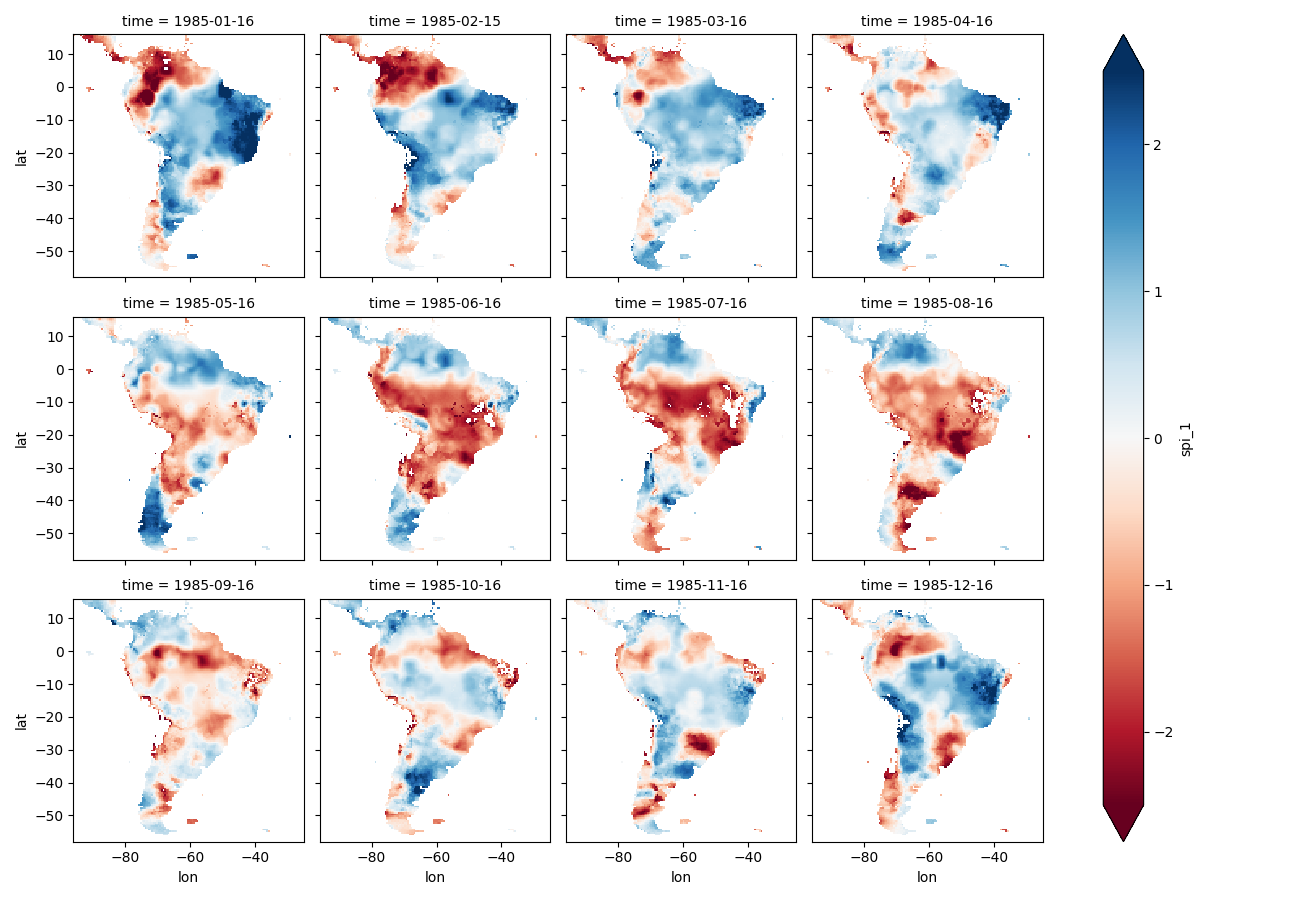 time = 1985-01-16
time = 1985-02-15
time = 1985-03-16
time = 1985-04-16
10
0
−10
−20
−30
−40
−50
lat
2
1
0
−1
−2
spi_1
time = 1985-05-16
time = 1985-06-16
time = 1985-07-16
time = 1985-08-16
10
0
−10
−20
−30
−40
−50
lat
time = 1985-09-16
time = 1985-10-16
time = 1985-11-16
time = 1985-12-16
10
0
−10
−20
−30
−40
−50
lat
−80 −60 −40
lon
−80 −60 −40
lon
−80 −60 −40
lon
−80 −60 −40
lon